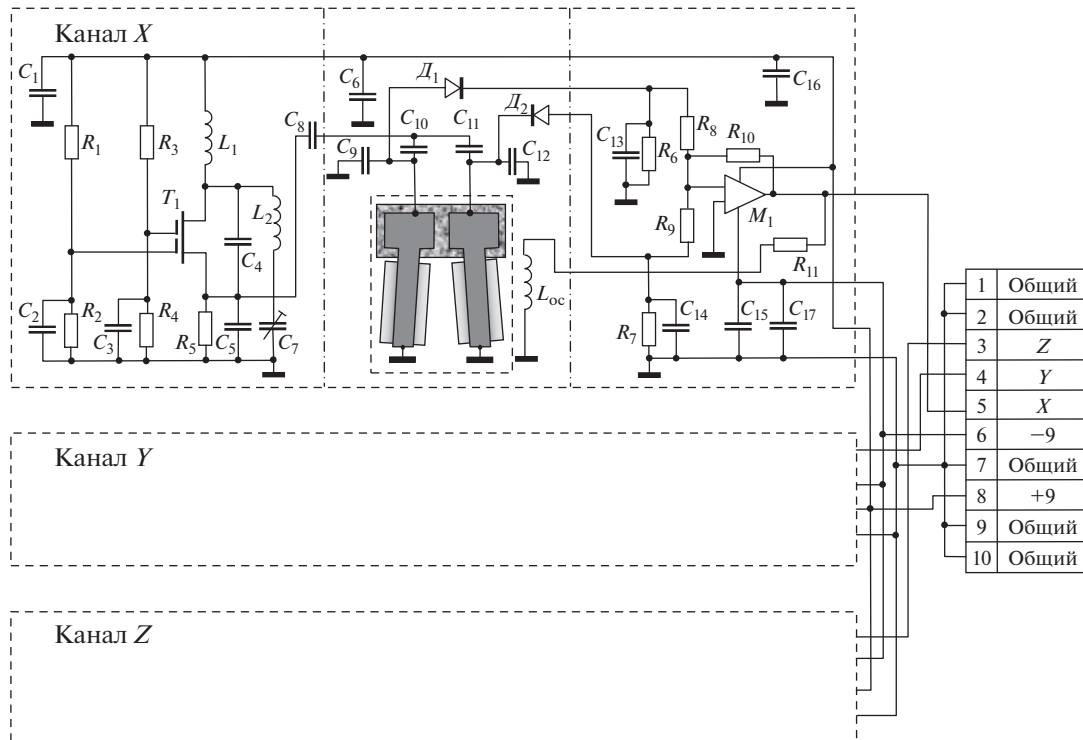 Канал X
C1
R1
R3
L1
C8
C6
Д1
Д2
C10
C11
C9
C12
C13
R6
R8
R10
C16
T1
L2
C4
M1
R9
R11
C2
R2
C3
R4
R5
C5
C7
Lос
R7
C14
C15
C17
1 Общий
2 Общий
3 Z
4 Y
5 X
6 −9
7 Общий
8 +9
9 Общий
10 Общий
Канал Y
Канал Z